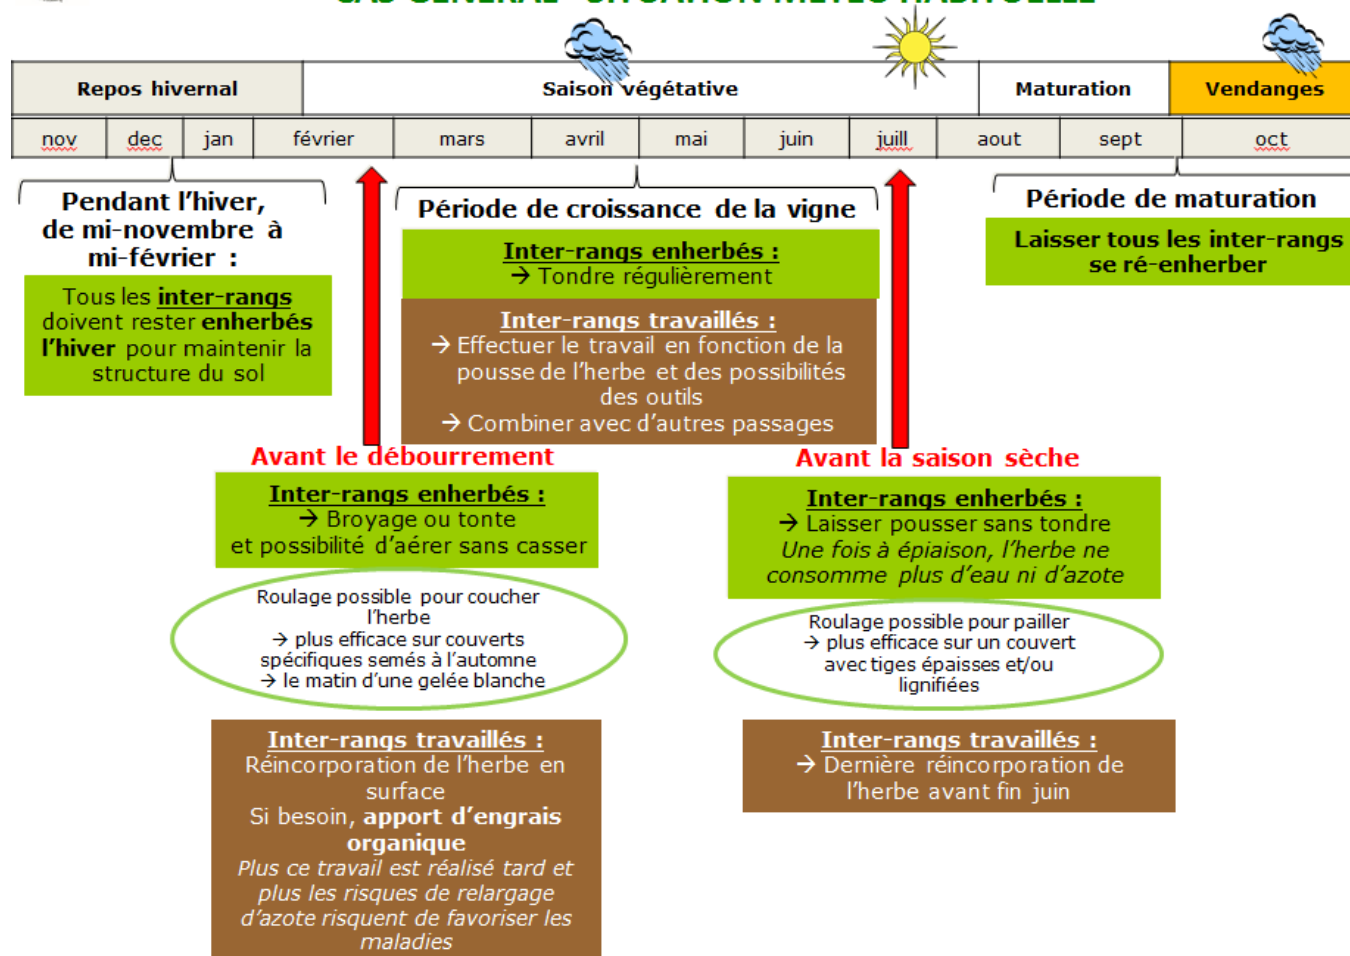 CAS GENERAL- SITUATION METEO HABITUELLE
Repos hivernal
Saison végétative
Maturation
Vendanges
nov
dec
jan
février
mars
avril
mai
juin
juill
aout
sept
oct
Pendant l’hiver,
de mi-novembre à
mi-février :
Tous les inter-rangs
doivent rester enherbés
l’hiver pour maintenir la
structure du sol
Période de croissance de la vigne
Inter-rangs enherbés :
→ Tondre régulièrement
Inter-rangs travaillés :
→ Effectuer le travail en fonction de la
pousse de l’herbe et des possibilités
des outils
→ Combiner avec d’autres passages
Période de maturation
Laisser tous les inter-rangs
se ré-enherber
Avant le débourrement
Inter-rangs enherbés :
→ Broyage ou tonte
et possibilité d’aérer sans casser
Roulage possible pour coucher
l’herbe
→ plus efficace sur couverts
spécifiques semés à l’automne
→ le matin d’une gelée blanche
Inter-rangs travaillés :
Réincorporation de l’herbe en
surface
Si besoin, apport d’engrais
organique
Plus ce travail est réalisé tard et
plus les risques de relargage
d’azote risquent de favoriser les
maladies
Avant la saison sèche
Inter-rangs enherbés :
→ Laisser pousser sans tondre
Une fois à épiaison, l’herbe ne
consomme plus d’eau ni d’azote
Roulage possible pour pailler
→ plus efficace sur un couvert
avec tiges épaisses et/ou
lignifiées
Inter-rangs travaillés :
→ Dernière réincorporation de
l’herbe avant fin juin